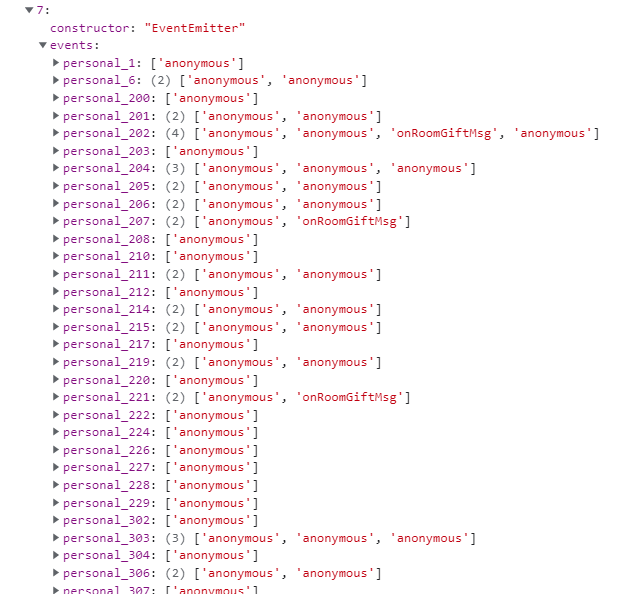 7:
constructor: "EventEmitter"
events:
personal_1: ['anonymous']
personal_6: (2) ['anonymous', 'anonymous']
personal_200: ['anonymous']
personal_201: (2) ['anonymous', 'anonymous']
personal_202: (4) ['anonymous', 'anonymous', 'onRoomGiftMsg', 'anonymous']
personal_203: ['anonymous']
personal_204: (3) ['anonymous', 'anonymous', 'anonymous']
personal_205: (2) ['anonymous', 'anonymous']
personal_206: (2) ['anonymous', 'anonymous']
personal_207: (2) ['anonymous', 'onRoomGiftMsg']
personal_208: ['anonymous']
personal_210: ['anonymous']
personal_211: (2) ['anonymous', 'anonymous']
personal_212: ['anonymous']
personal_214: (2) ['anonymous', 'anonymous']
personal_215: (2) ['anonymous', 'anonymous']
personal_217: ['anonymous']
personal_219: (2) ['anonymous', 'anonymous']
personal_220: ['anonymous']
personal_221: (2) ['anonymous', 'onRoomGiftMsg']
personal_222: ['anonymous']
personal_224: ['anonymous']
personal_226: ['anonymous']
personal_227: ['anonymous']
personal_228: ['anonymous']
personal_229: ['anonymous']
personal_302: ['anonymous']
personal_303: (3) ['anonymous', 'anonymous', 'anonymous']
personal_304: ['anonymous']
personal_306: (2) ['anonymous', 'anonymous']
personal_307: ['anonymous']